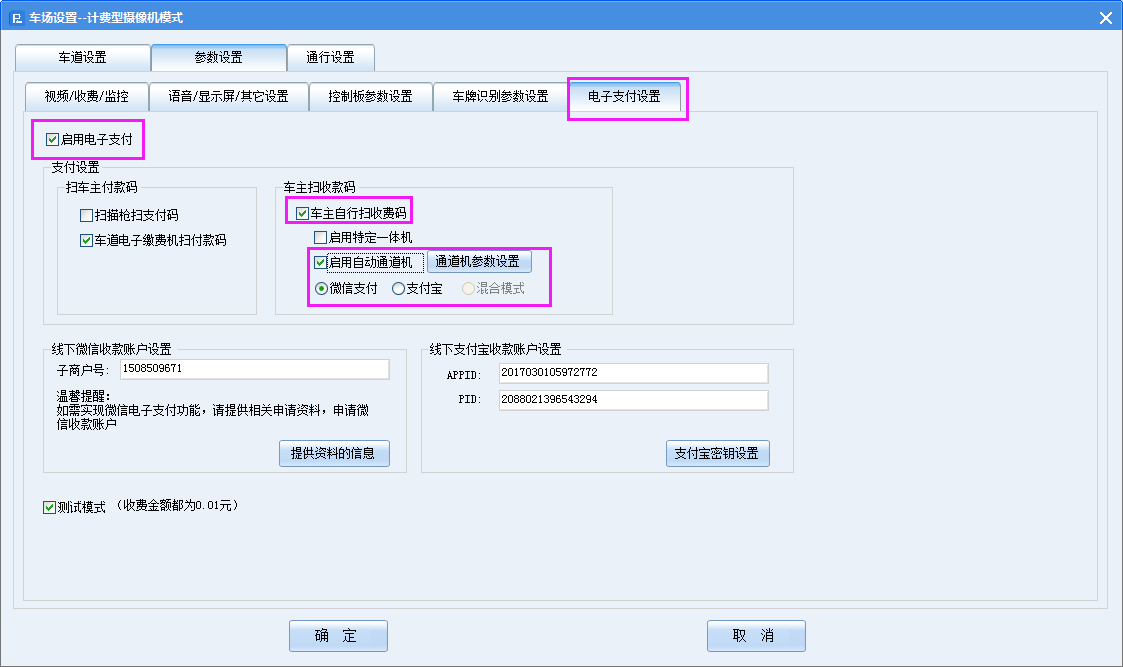 车场设置--计费型摄像机模式
车道设置 参数设置 通行设置
视频/收费/监控 语音/显示屏/其它设置 控制板参数设置 车牌识别参数设置 电子支付设置
启用电子支付
支付设置
扫车主付款码
扫描枪扫支付码
车道电子缴费机扫付款码
车主扫收款码
车主自行扫收费码
启用特定一体机
启用自动通道机 通道机参数设置
微信支付 支付宝 混合模式
线下微信收款账户设置
子商户号: 1508509671
温馨提醒:
如需实现微信电子支付功能，请提供相关申请资料，申请微
信收款账户
提供资料的信息
线下支付宝收款账户设置
APPID: 2017030105972772
PID: 2088021396543294
支付宝密钥设置
测试模式 （收费金额都为0.01元）
确 定 取 消